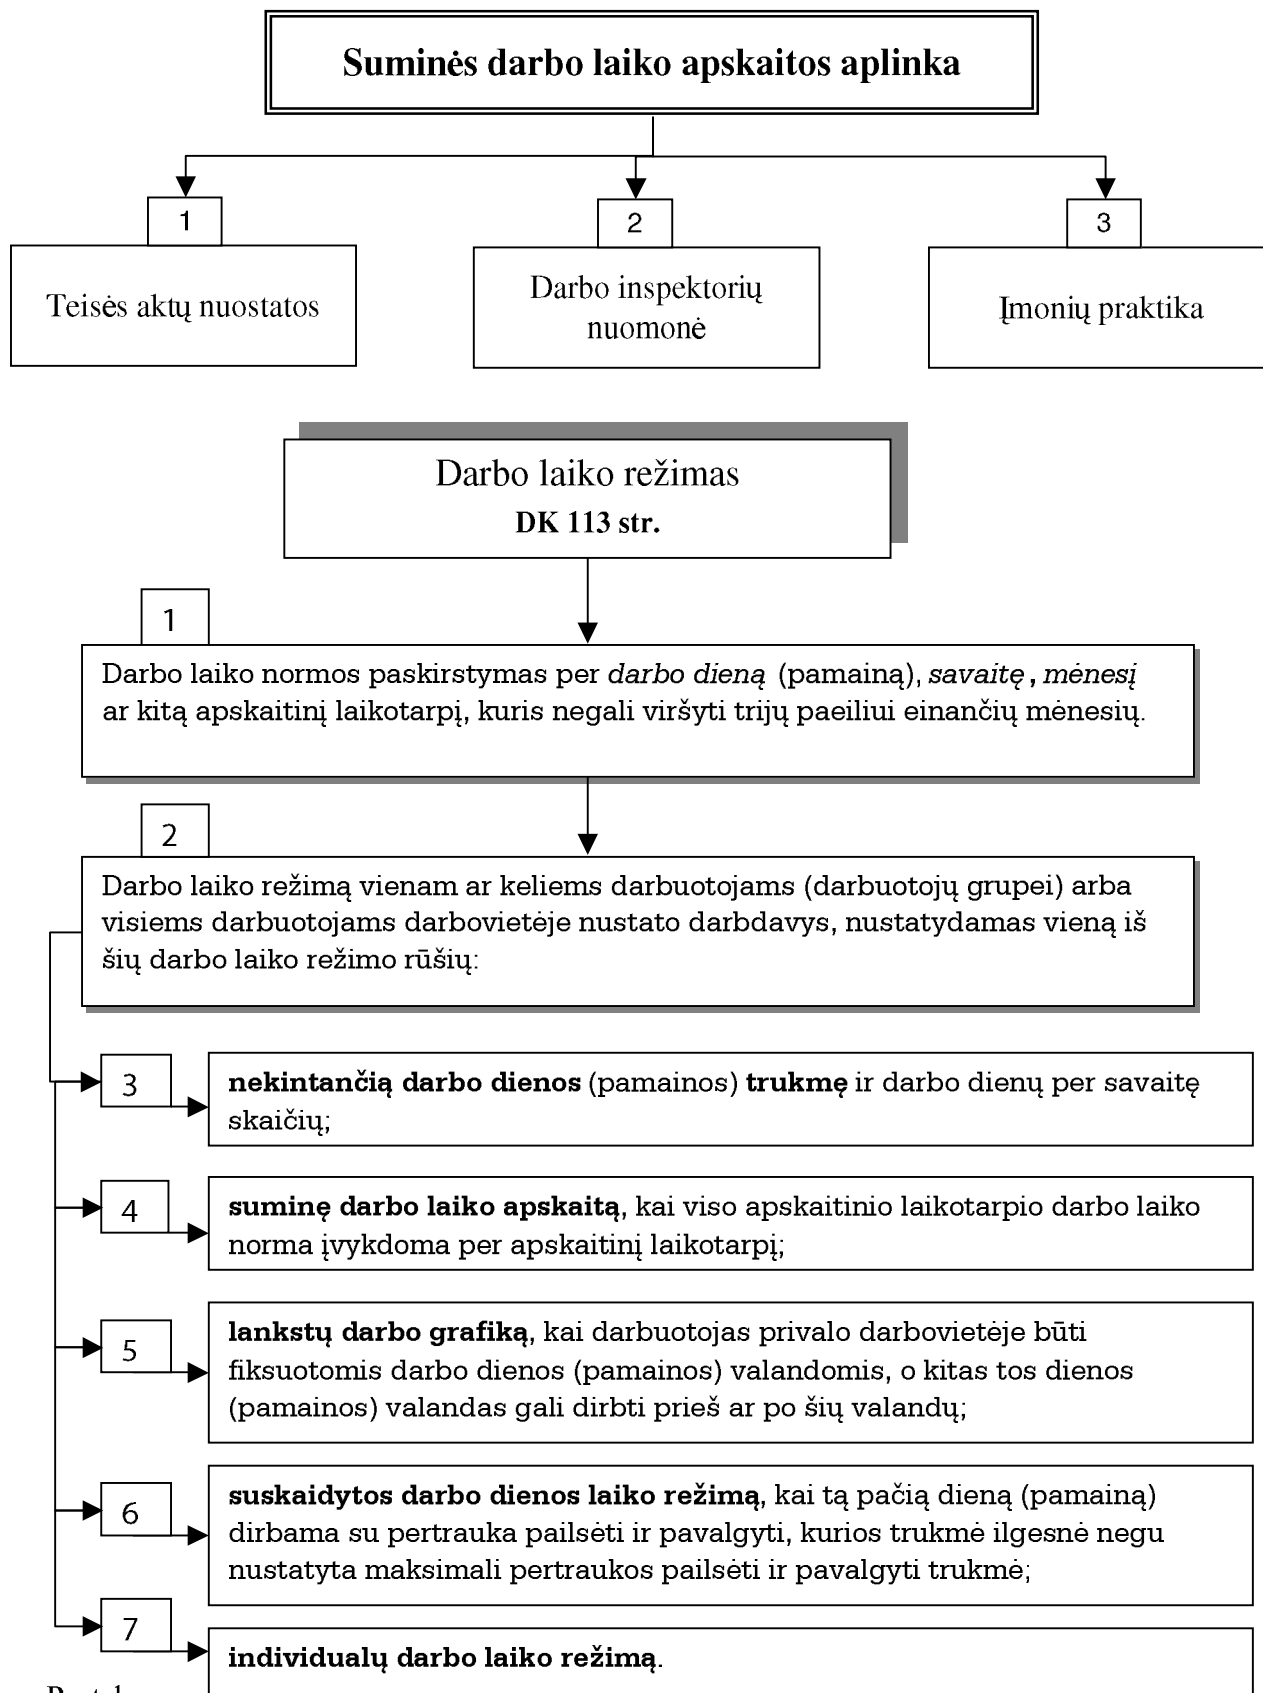 Suminės darbo laiko apskaitos aplinka
1
2
3
Teisės aktų nuostatos
Darbo inspektorių
nuomonė
Įmonių praktika
Darbo laiko režimas
DK 113 str.
1
Darbo laiko normos paskirstymas per darbo dieną (pamainą), savaitę, mėnesį
ar kitą apskaitinį laikotarpį, kuris negali viršyti trijų paeiliui einančių mėnesių.
2
Darbo laiko režimą vienam ar keliems darbuotojams (darbuotojų grupei) arba
visiems darbuotojams darbovietėje nustato darbdavys, nustatydamas vieną iš
šių darbo laiko režimo rūšių:
3
nekintančią darbo dienos (pamainos) trukmę ir darbo dienų per savaitę
skaičių;
4
suminę darbo laiko apskaitą, kai viso apskaitinio laikotarpio darbo laiko
norma įvykdoma per apskaitinį laikotarpį;
5
lankstų darbo grafiką, kai darbuotojas privalo darbovietėje būti
fiksuotomis darbo dienos (pamainos) valandomis, o kitas tos dienos
(pamainos) valandas gali dirbti prieš ar po šių valandų;
6
suskaidytos darbo dienos laiko režimą, kai tą pačią dieną (pamainą)
dirbama su pertrauka pailsėti ir pavalgyti, kurios trukmė ilgesnė negu
nustatyta maksimali pertraukos pailsėti ir pavalgyti trukmė;
7
individualų darbo laiko režimą.